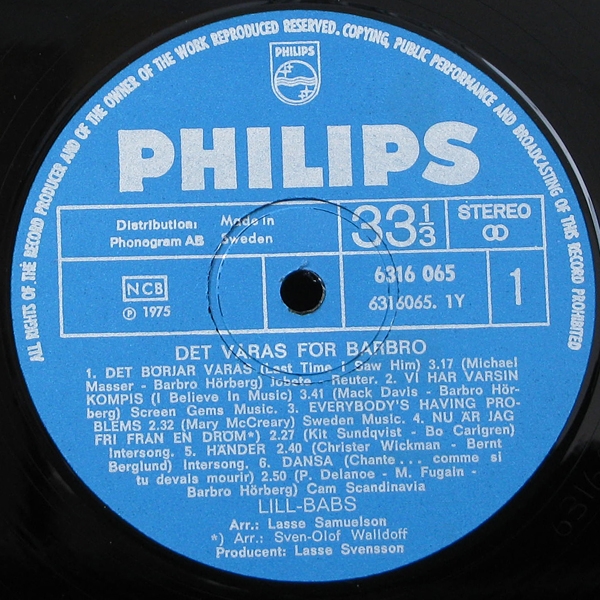 ALL RIGHTS OF THE RECORD PRODUCER AND OF THE OWNER OF THE WORK REPRODUCED RESERVED. COPYING, PUBLIC PERFORMANCE AND BROADCASTING OF THIS RECORD PROHIBITED
PHILIPS
PHILIPS
Distribution: Made in
Phonogram AB Sweden
33 1/3
STEREO
NCB
℗ 1975
6316 065
6316065. 1Y
1
DET VARAS FÖR BARBRO
1. DET BÖRJAR VARAS (Last Time I Saw Him) 3.17 (Michael
Masser - Barbro Hörberg) Jobete - Reuter. 2. VI HAR VARSIN
KOMPIS (I Believe In Music) 3.41 (Mack Davis - Barbro Hör-
berg) Screen Gems Music. 3. EVERYBODY'S HAVING PRO-
BLEMS 2.32 (Mary McCreary) Sweden Music. 4. NU ÄR JAG
FRI FRAN EN DRÖM*) 2.27 (Kit Sundqvist - Bo Carigren)
Intersong. 5. HÄNDER 2.40 (Christer Wickman - Bernt
Berglund) Intersong. 6. DANSA (Chante... comme si
tu devais mourir) 2.50 (P. Delanoe - M. Fugain -
Barbro Hörberg) Cam Scandinavia
LILL-BABS
Arr.: Lasse Samuelson
*) Arr.: Sven-Olof Walldoff
Producent: Lasse Svensson